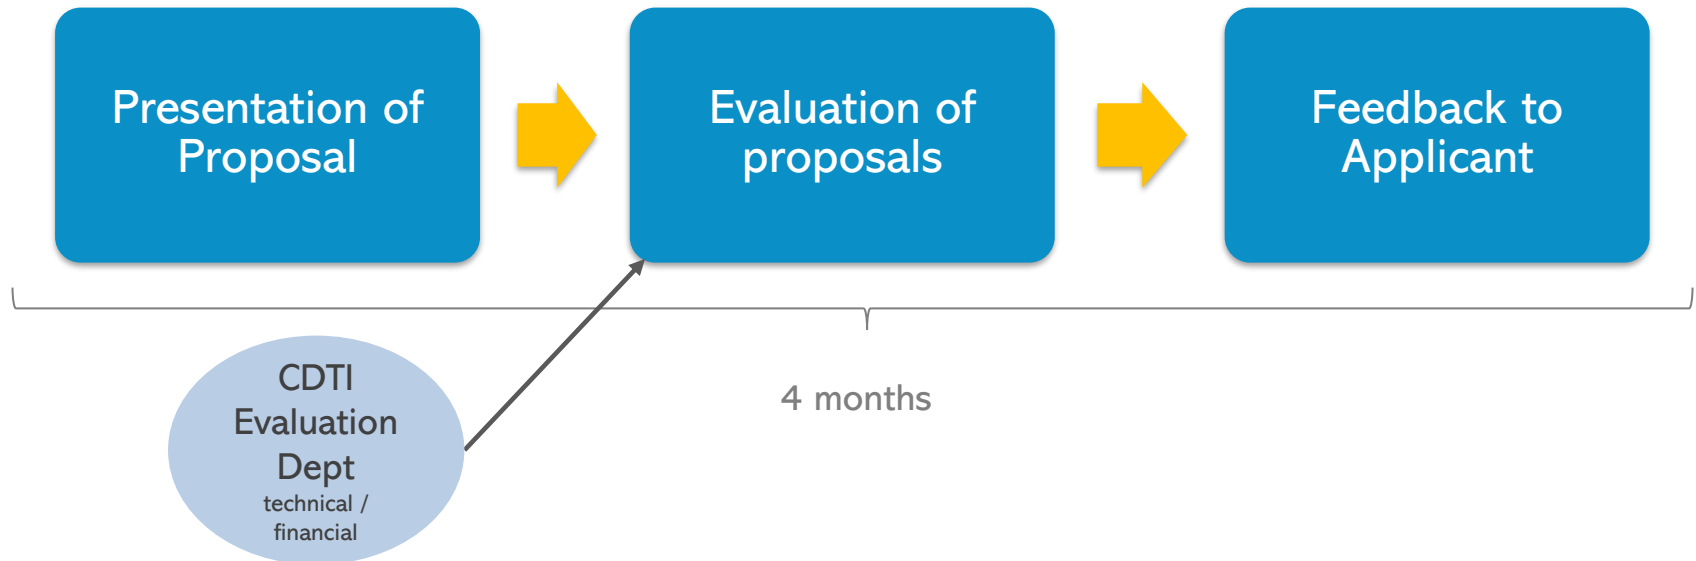 Presentation of
Proposal
Evaluation of
proposals
Feedback to
Applicant
CDTI
Evaluation
Dept
technical /
financial
4 months